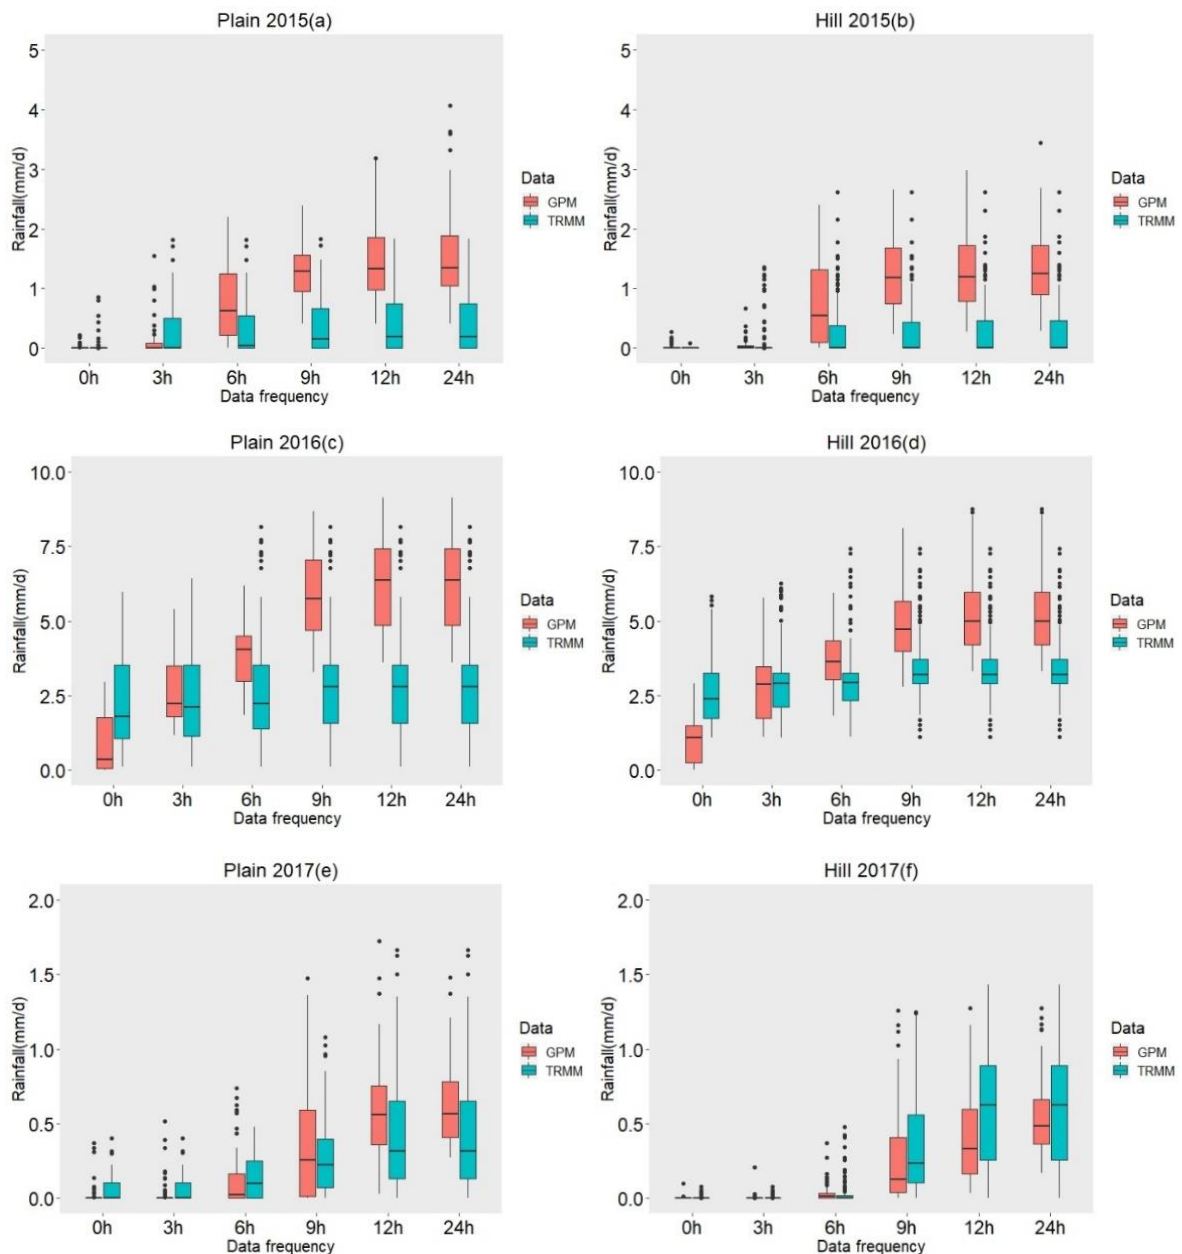 Plain 2015(a)
5
4
3
2
1
0
Rainfall(mm/d)
0h 3h 6h 9h 12h 24h
Data frequency
Data
GPM
TRMM
Hill 2015(b)
5
4
3
2
1
0
Rainfall(mm/d)
0h 3h 6h 9h 12h 24h
Data frequency
Data
GPM
TRMM
Plain 2016(c)
10.0
7.5
5.0
2.5
0.0
Rainfall(mm/d)
0h 3h 6h 9h 12h 24h
Data frequency
Data
GPM
TRMM
Hill 2016(d)
10.0
7.5
5.0
2.5
0.0
Rainfall(mm/d)
0h 3h 6h 9h 12h 24h
Data frequency
Data
GPM
TRMM
Plain 2017(e)
2.0
1.5
1.0
0.5
0.0
Rainfall(mm/d)
0h 3h 6h 9h 12h 24h
Data frequency
Data
GPM
TRMM
Hill 2017(f)
2.0
1.5
1.0
0.5
0.0
Rainfall(mm/d)
0h 3h 6h 9h 12h 24h
Data frequency
Data
GPM
TRMM